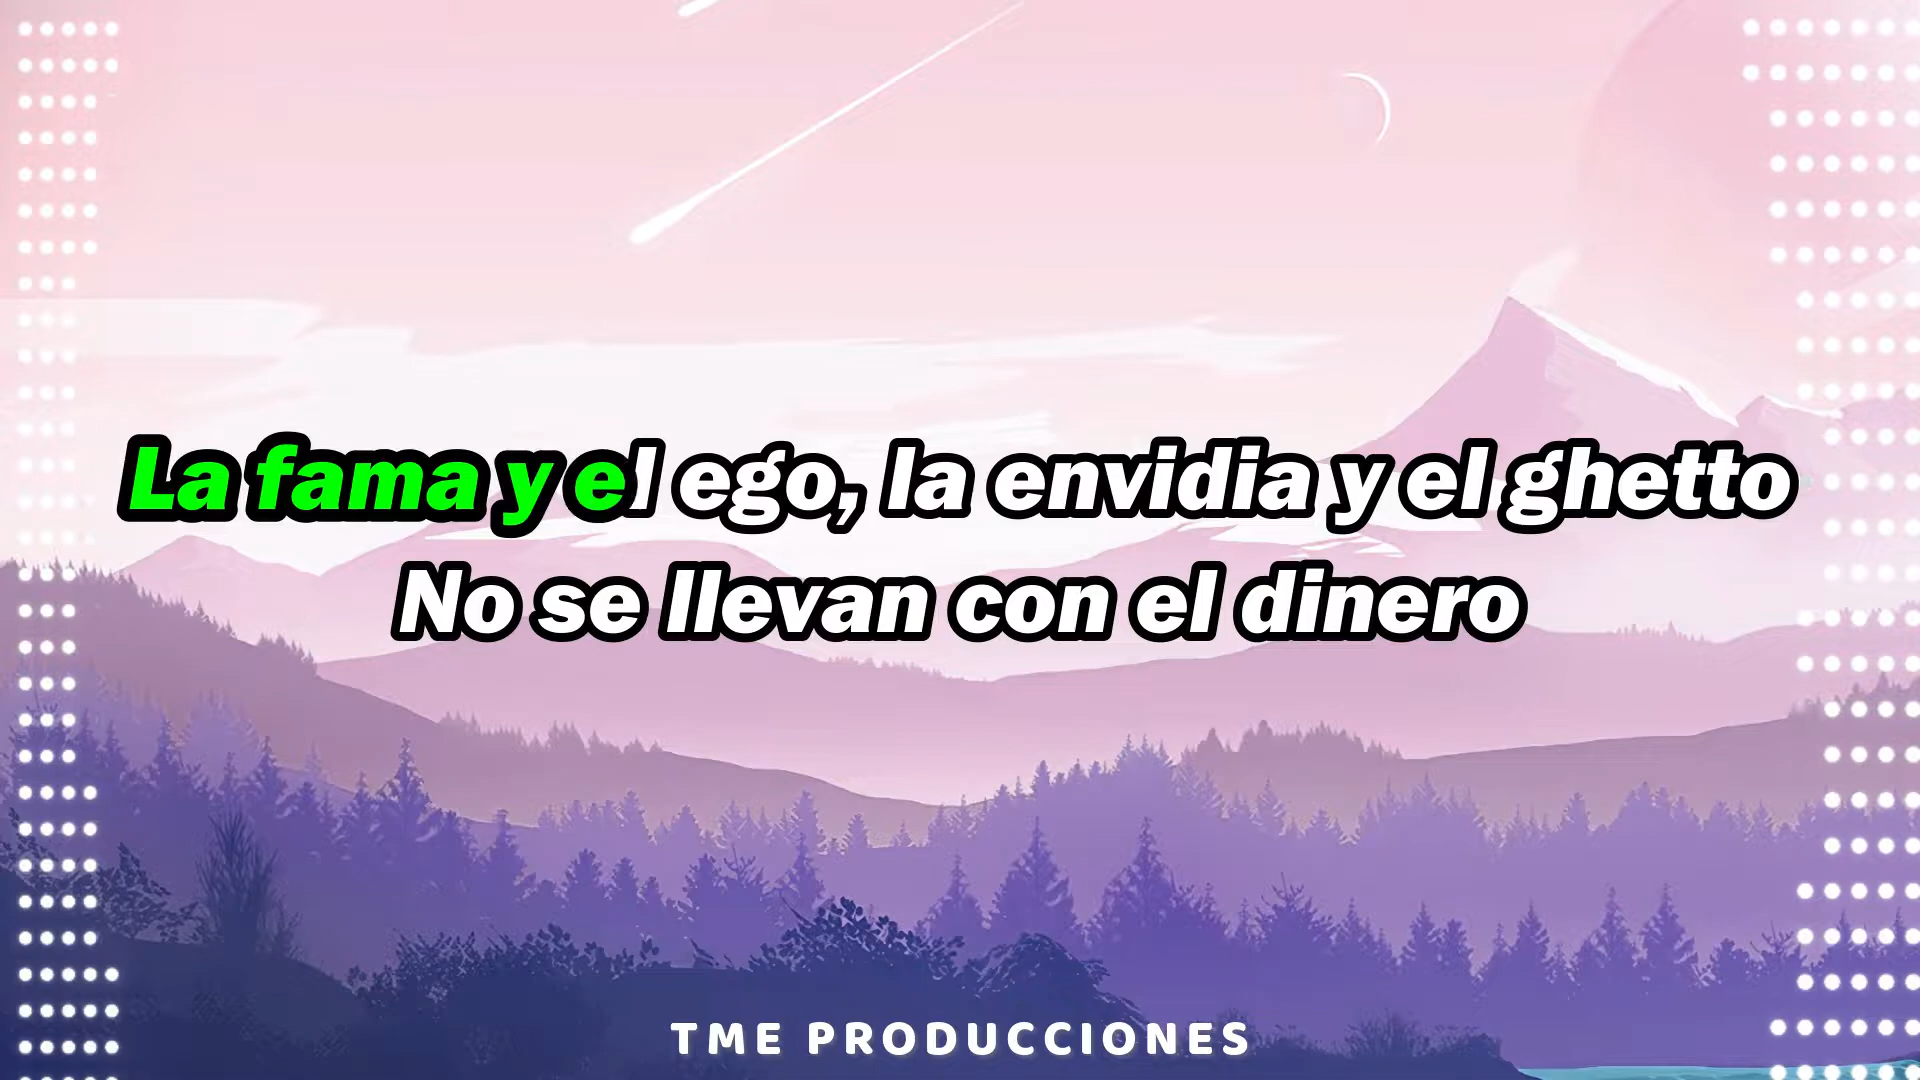 La fama y el ego, la envidia y el ghetto
No se llevan con el dinero
TME PRODUCCIONES